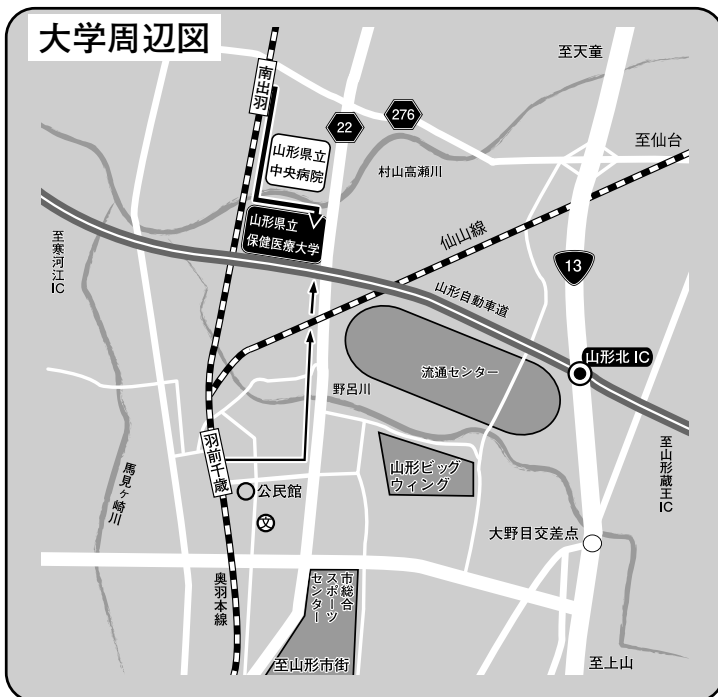 大学周辺図
至天童
南出羽
276
22
至仙台
山形県立
中央病院
村山高瀬川
山形県立
保健医療大学
仙山線
至寒河江
IC
13
山形自動車道
山形北 IC
流通センター
野呂川
羽前千歳
山形ビッグ
ウィング
至山形蔵王
IC
馬見ヶ崎川
公民館
文
大野目交差点
奥羽本線
市総合
スポーツ
センター
至山形市街
至上山